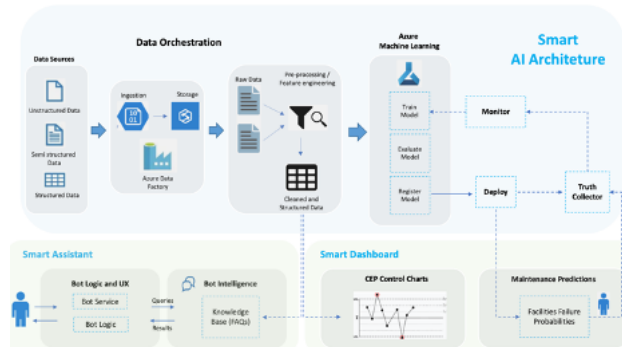 Smart
AI Architeture
Data Orchestration
Data Sources
Unstructured Data
Semi structured
Data
Structured Data
Ingestion
Storage
Azure Data
Factory
Raw Data
Pre-processing /
Feature engineering
Cleaned and
Structured Data
Azure
Machine Learning
Train
Model
Evaluate
Model
Register
Model
Monitor
Deploy
Truth
Collector
Smart Assistant
Bot Logic and UX
Bot Service
Bot Logic
Queries
Results
Bot Intelligence
Knowledge
Base (FAQs)
Smart Dashboard
CEP Control Charts
Maintenance Predictions
Facilities Failure
Probabilities